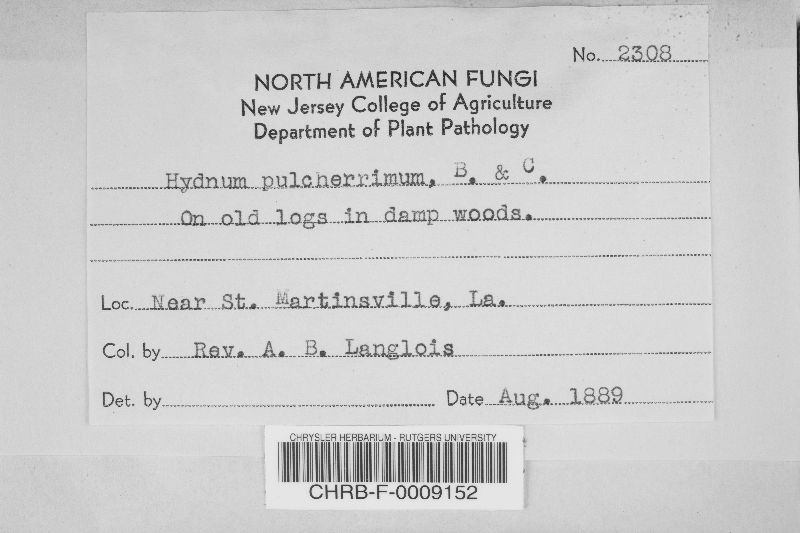 No. 2308
NORTH AMERICAN FUNGI
New Jersey College of Agriculture
Department of Plant Pathology
Hydnum pulcherrimum, B. & C.
On old logs in damp woods.
Loc. Near St. Martinsville, La.
Col. by Rev. A. B. Langlois
Det. by Date Aug. 1889
CHRYSLER HERBARIUM - RUTGERS UNIVERSITY
CHRB-F-0009152